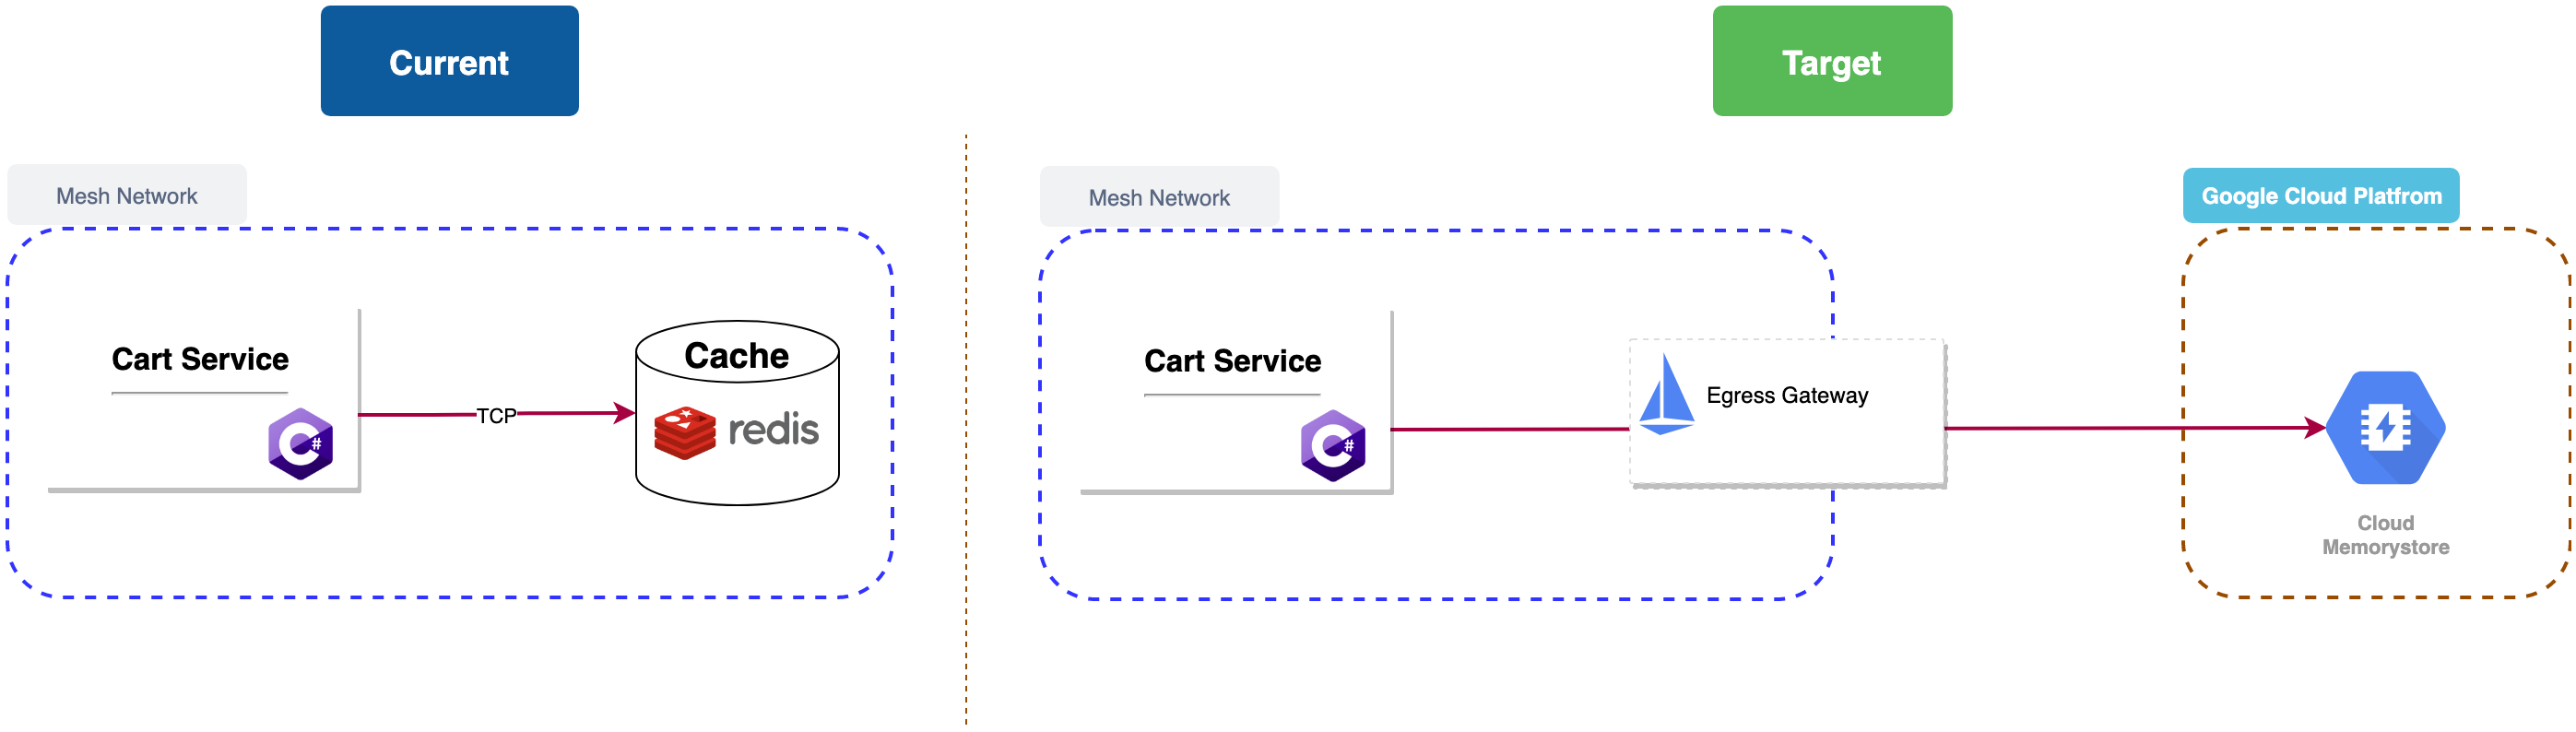 Current
Target
Mesh Network
Mesh Network
Google Cloud Platfrom
Cart Service
C#
TCP
Cache
redis
Cart Service
C#
Egress Gateway
Cloud
Memorystore